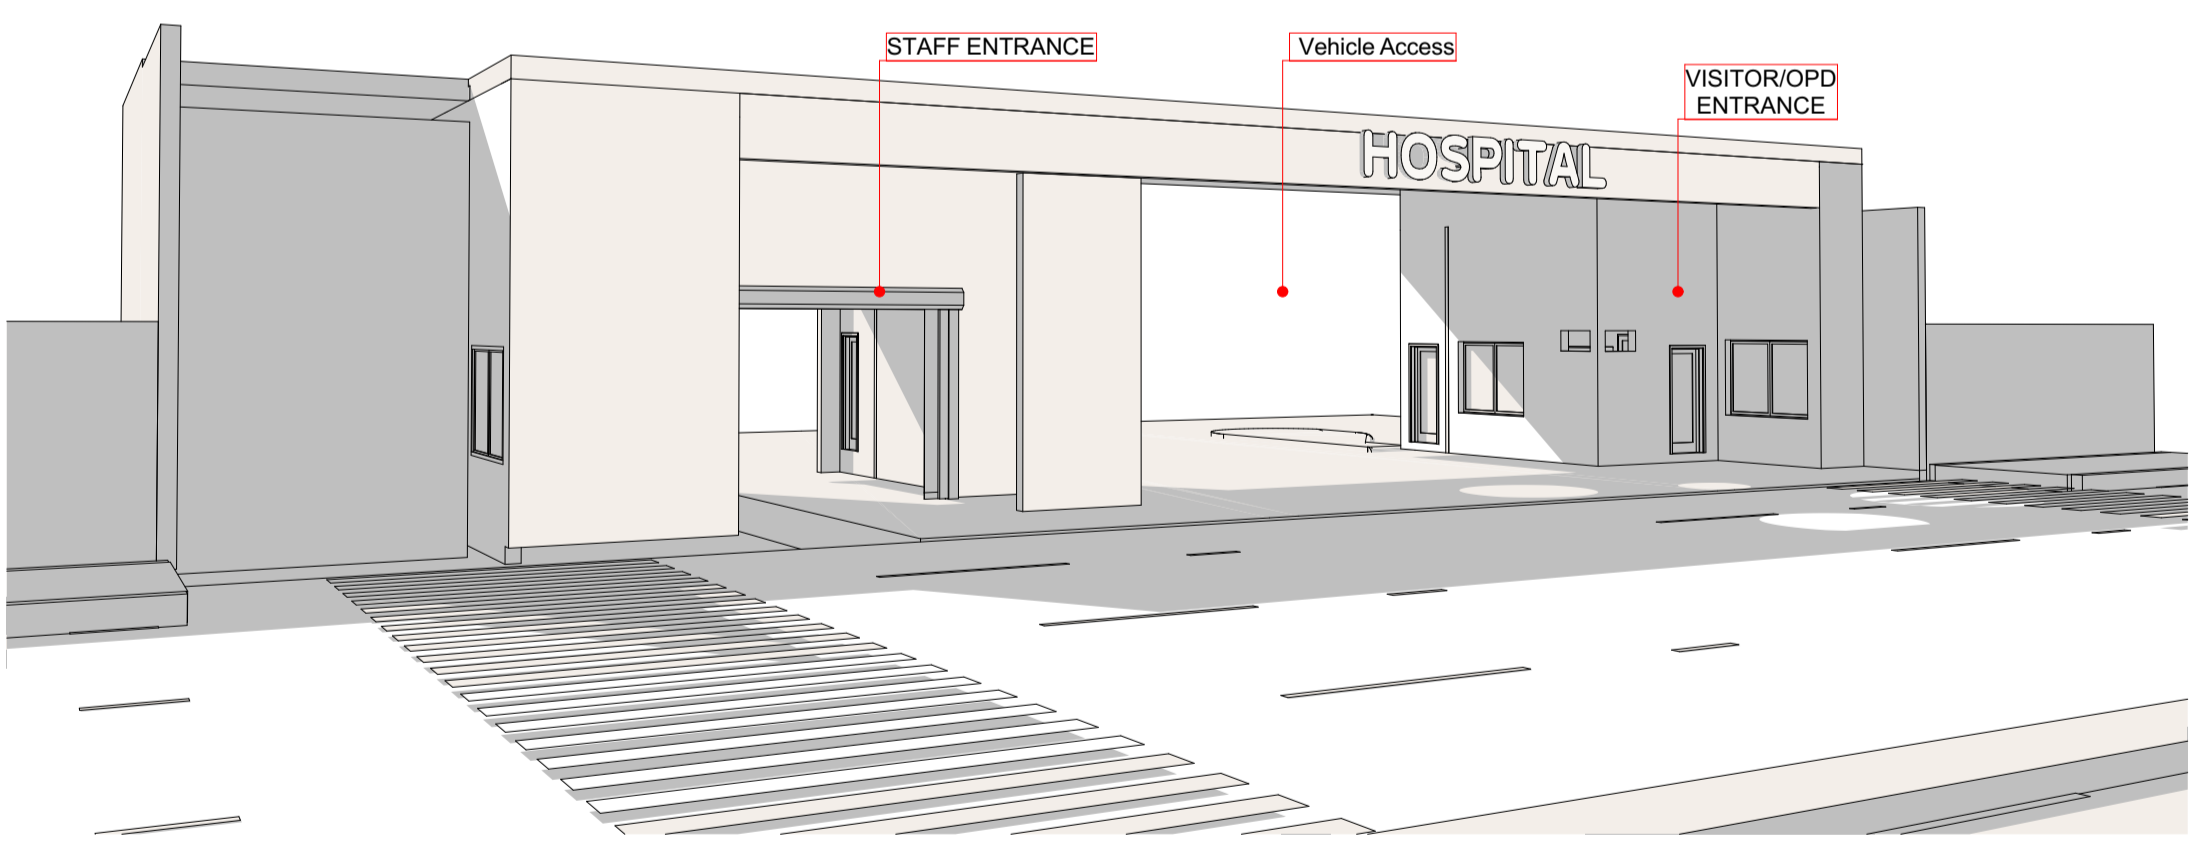 STAFF ENTRANCE
Vehicle Access
VISITOR/OPD
ENTRANCE
HOSPITAL